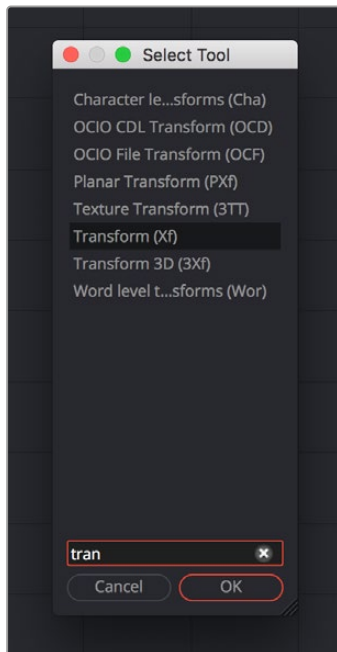 Select Tool
Character le...sforms (Cha)
OCIO CDL Transform (OCD)
OCIO File Transform (OCF)
Planar Transform (PXf)
Texture Transform (3TT)
Transform (Xf)
Transform 3D (3Xf)
Word level t...sforms (Wor)
tran
Cancel OK